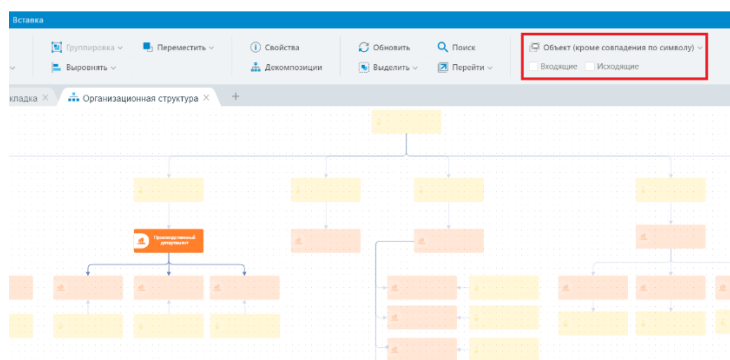 Вставка
Группировка
Переместить
Свойства
Обновить
Поиск
Объект (кроме совпадения по символу)
Выровнять
Декомпозиции
Выделить
Перейти
Входящие
Исходящие
кладка ×
Организационная структура ×
+
Производственный
департамент